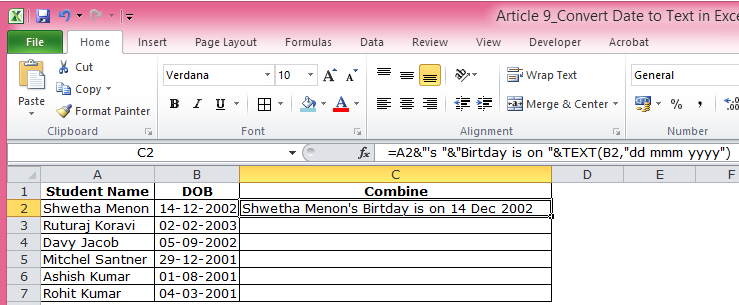 Article 9_Convert Date to Text in Exce
File Home Insert Page Layout Formulas Data Review View Developer Acrobat
Paste
Cut
Copy
Format Painter
Clipboard
Verdana 10 A A
B I U A
Font
Wrap Text
Merge & Center
Alignment
General
% ,
Number
C2 fx =A2&"'s "&"Birtday is on "&TEXT(B2,"dd mmm yyyy")
A B C D E F
1 Student Name DOB Combine
2 Shwetha Menon 14-12-2002 Shwetha Menon's Birtday is on 14 Dec 2002
3 Ruturaj Koravi 02-02-2003
4 Davy Jacob 05-09-2002
5 Mitchel Santner 29-12-2001
6 Ashish Kumar 01-08-2001
7 Rohit Kumar 04-03-2001